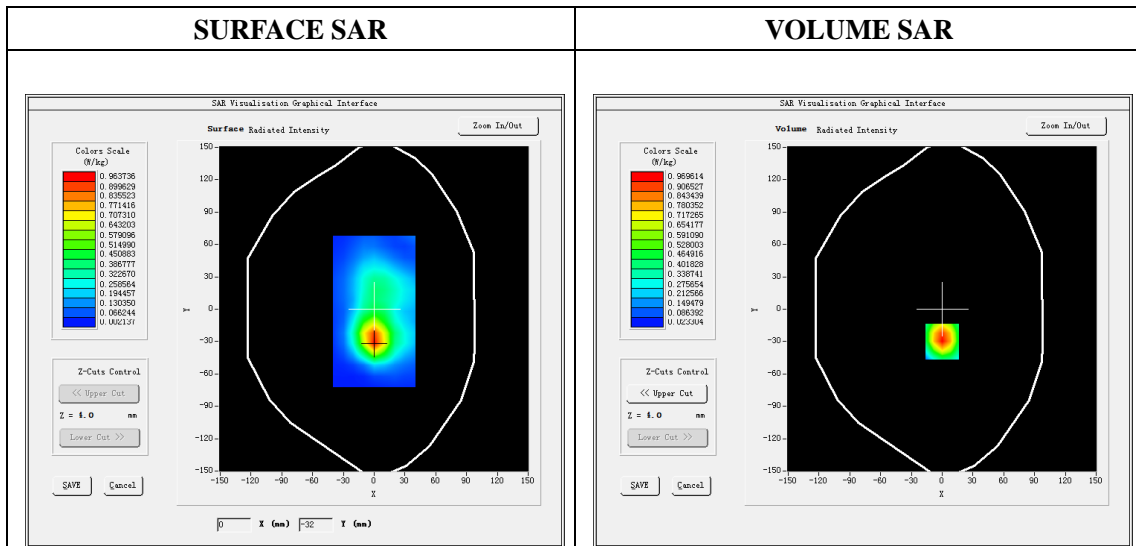 SURFACE SAR
VOLUME SAR
SAR Visualisation Graphical Interface
Surface Radiated Intensity
Zoom In/Out
Colors Scale
(W/kg)
0.963736
0.899629
0.835523
0.771416
0.707310
0.643203
0.579096
0.514990
0.450883
0.386777
0.322670
0.258564
0.194457
0.130350
0.066244
0.002137
150
120
90
60
30
0
-30
-60
-90
-120
-150
Y
-150 -120 -90 -60 -30 0 30 60 90 120 150
X
Z-Cuts Control
<< Upper Cut
Z = 4.0 mm
Lower Cut >>
SAVE Cancel
0 X (mm) -32 Y (mm)
SAR Visualisation Graphical Interface
Volume Radiated Intensity
Zoom In/Out
Colors Scale
(W/kg)
0.969614
0.906527
0.843439
0.780352
0.717265
0.654177
0.591090
0.528003
0.464916
0.401828
0.338741
0.275654
0.212566
0.149479
0.086392
0.023304
150
120
90
60
30
0
-30
-60
-90
-120
-150
Y
-150 -120 -90 -60 -30 0 30 60 90 120 150
X
Z-Cuts Control
<< Upper Cut
Z = 4.0 mm
Lower Cut >>
SAVE Cancel